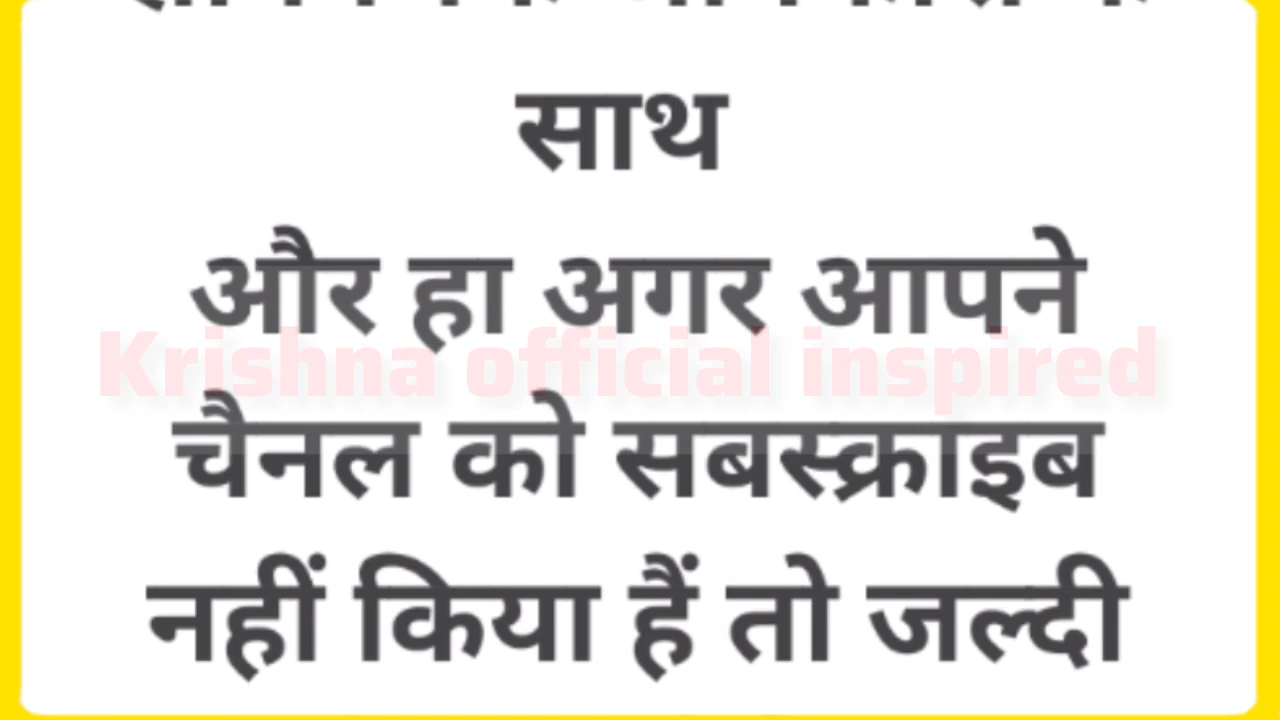 साथ
और हा अगर आपने
Krishna official inspired
चैनल को सबस्क्राइब
नहीं किया हैं तो जल्दी